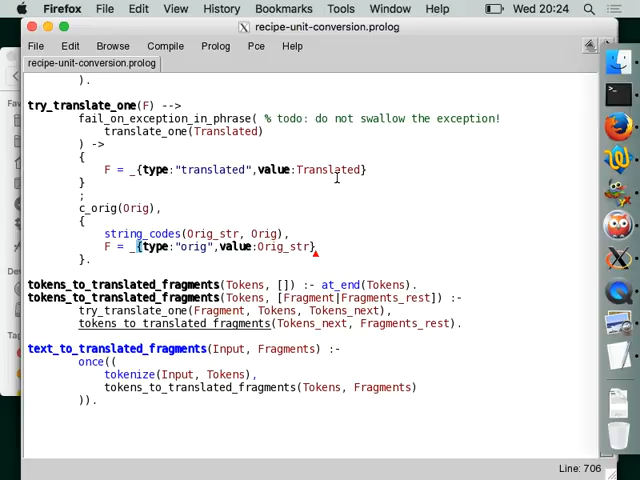 Firefox File Edit View History Bookmarks Tools Window Help Wed 20:24
X recipe-unit-conversion.prolog
File Edit Browse Compile Prolog Pce Help
recipe-unit-conversion.prolog
).
try_translate_one(F) -->
fail_on_exception_in_phrase( % todo: do not swallow the exception!
translate_one(Translated)
) ->
{
F = _{type:"translated",value:Translated}
}
;
c_orig(Orig),
{
string_codes(Orig_str, Orig),
F = _{type:"orig",value:Orig_str}
}.
tokens_to_translated_fragments(Tokens, []) :- at_end(Tokens).
tokens_to_translated_fragments(Tokens, [Fragment|Fragments_rest]) :-
try_translate_one(Fragment, Tokens, Tokens_next),
tokens_to_translated_fragments(Tokens_next, Fragments_rest).
text_to_translated_fragments(Input, Fragments) :-
once((
tokenize(Input, Tokens),
tokens_to_translated_fragments(Tokens, Fragments)
)).
Line: 706
Fav
De
Tag